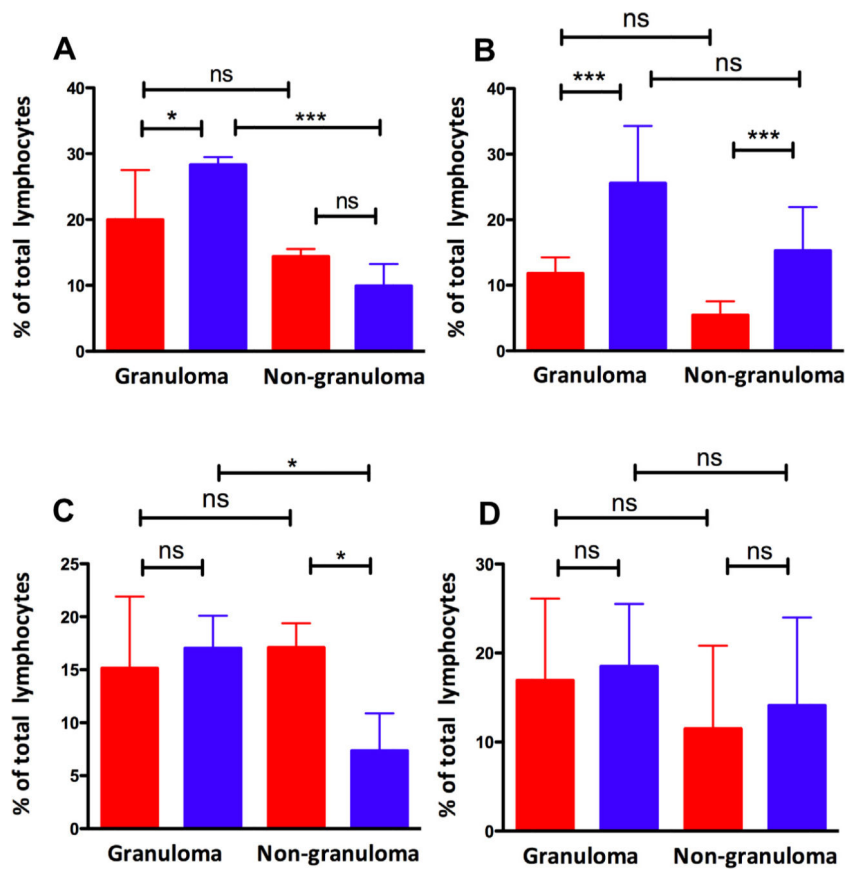 A
ns
*
***
ns
% of total lymphocytes
40
30
20
10
0
Granuloma
Non-granuloma
B
ns
***
ns
***
% of total lymphocytes
40
30
20
10
0
Granuloma
Non-granuloma
C
*
ns
ns
*
% of total lymphocytes
25
20
15
10
5
0
Granuloma
Non-granuloma
D
ns
ns
ns
ns
% of total lymphocytes
30
20
10
0
Granuloma
Non-granuloma